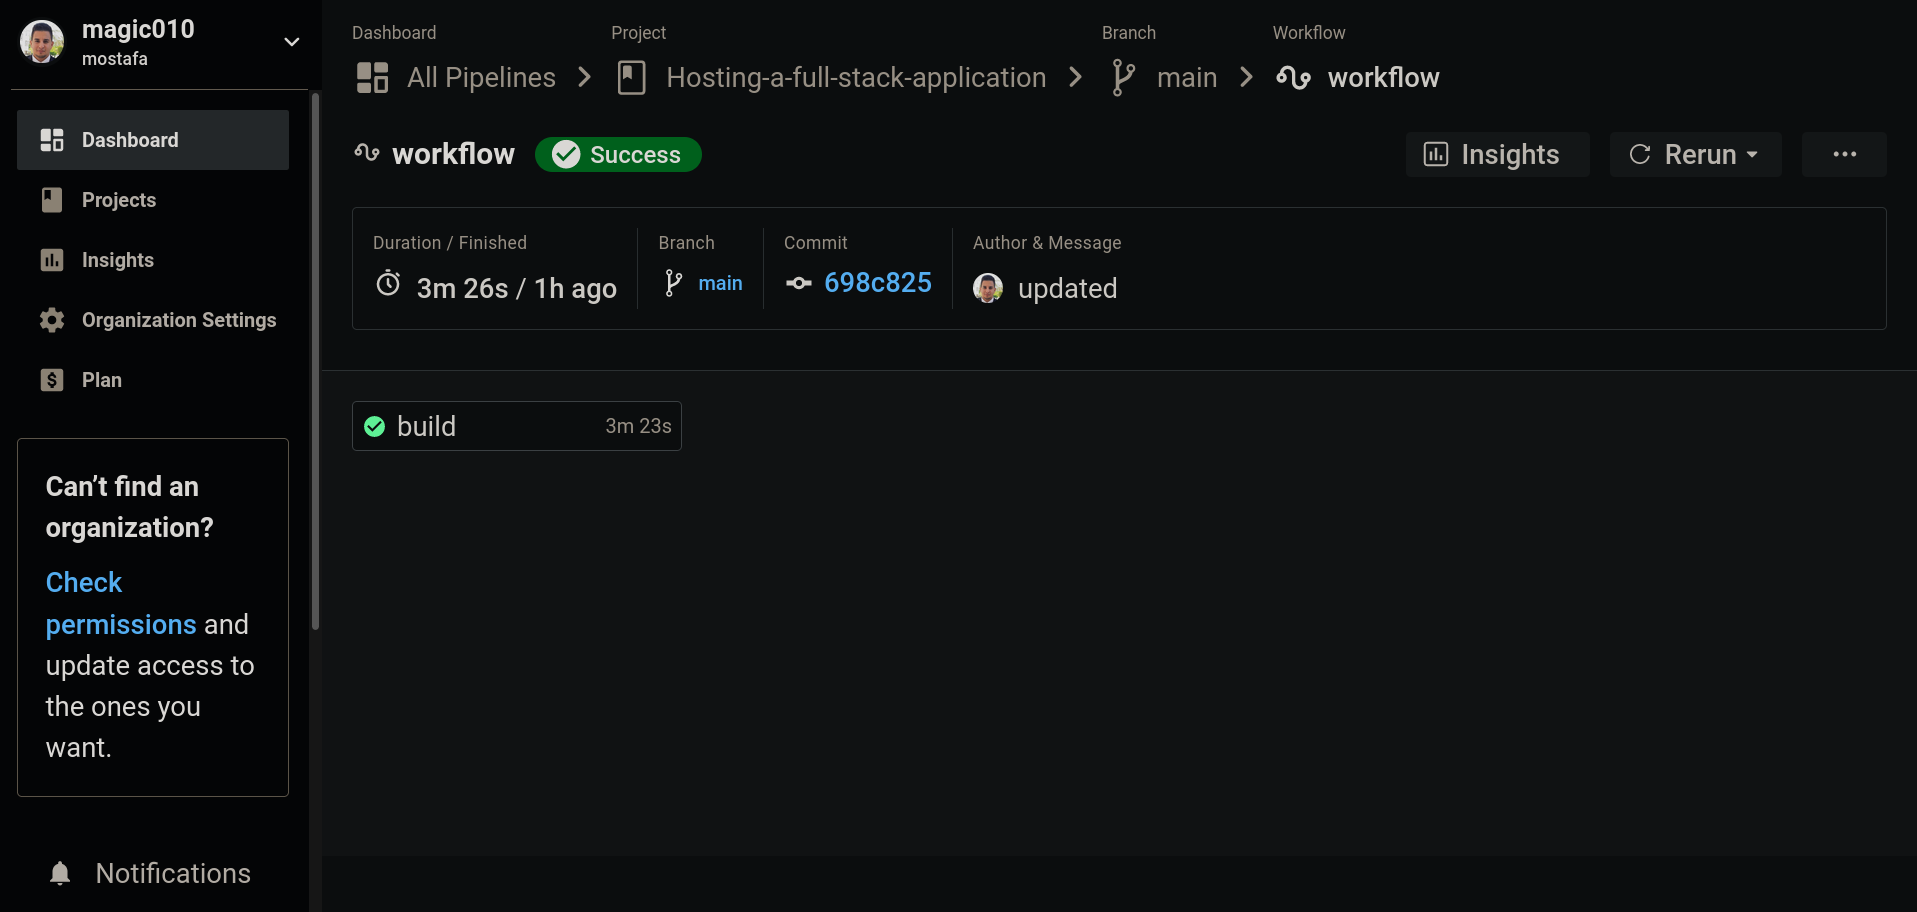 magic010
mostafa
Dashboard
Projects
Insights
Organization Settings
Plan
Can't find an
organization?
Check
permissions and
update access to
the ones you
want.
Notifications
Dashboard Project Branch Workflow
All Pipelines Hosting-a-full-stack-application main workflow
workflow Success Insights Rerun
Duration / Finished Branch Commit Author & Message
3m 26s / 1h ago main 698c825 updated
build 3m 23s